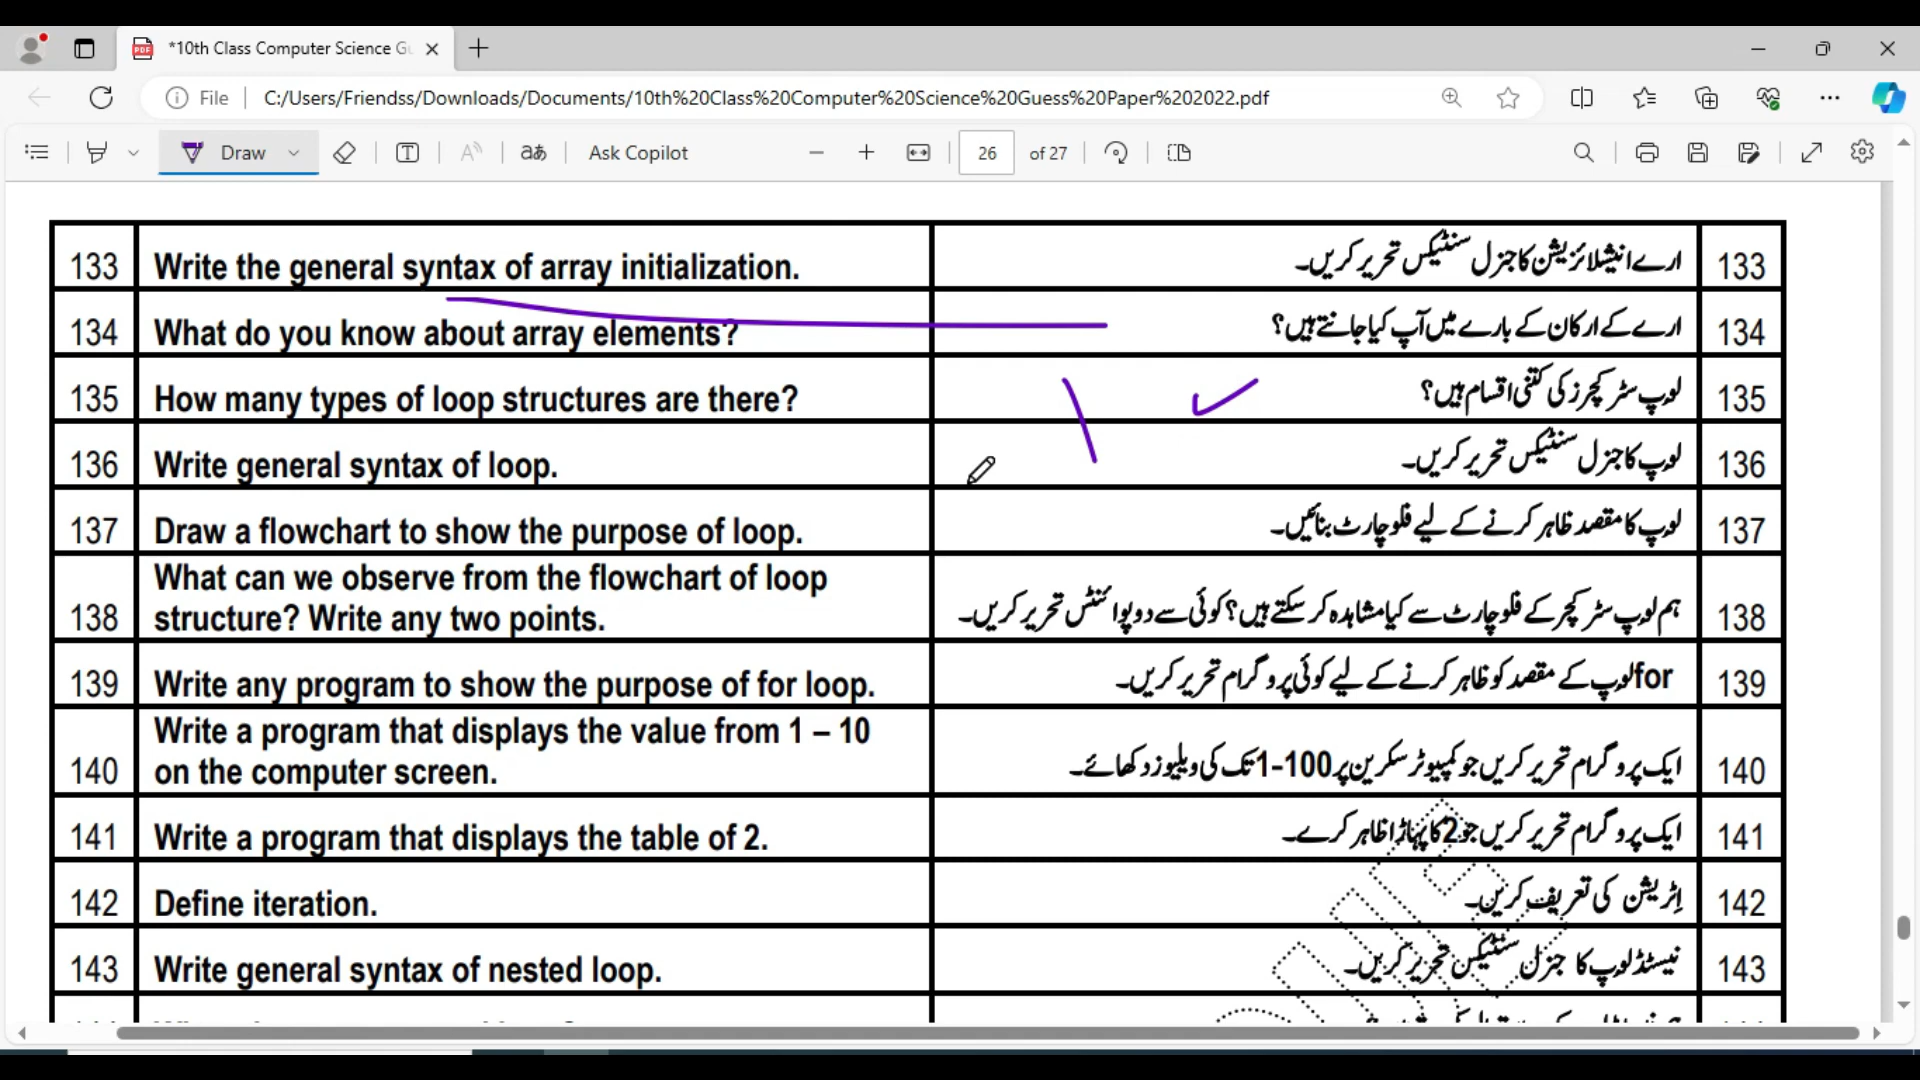 *10th Class Computer Science Gu
File
C:/Users/Friendss/Downloads/Documents/10th%20Class%20Computer%20Science%20Guess%20Paper%202022.pdf
Draw
Ask Copilot
26 of 27
133 Write the general syntax of array initialization. ارے انیشلائزیشن کا جنرل سنٹیکس تحریر کریں۔ 133
134 What do you know about array elements? ارے کے ارکان کے بارے میں آپ کیا جانتے ہیں؟ 134
135 How many types of loop structures are there? لوپ سٹرکچرز کی کتنی اقسام ہیں؟ 135
136 Write general syntax of loop. لوپ کا جنرل سنٹیکس تحریر کریں۔ 136
137 Draw a flowchart to show the purpose of loop. لوپ کا مقصد ظاہر کرنے کے لیے فلو چارٹ بنائیں۔ 137
138 What can we observe from the flowchart of loop
structure? Write any two points. ہم لوپ سٹرکچر کے فلو چارٹ سے کیا مشاہدہ کر سکتے ہیں؟ کوئی سے دو پوائنٹس تحریر کریں۔ 138
139 Write any program to show the purpose of for loop. for لوپ کے مقصد کو ظاہر کرنے کے لیے کوئی پروگرام تحریر کریں۔ 139
140 Write a program that displays the value from 1 – 10
on the computer screen. ایک پروگرام تحریر کریں جو کمپیوٹر سکرین پر 1-100 تک کی ویلیوز دکھائے۔ 140
141 Write a program that displays the table of 2. ایک پروگرام تحریر کریں جو 2 کا پہاڑا ظاہر کرے۔ 141
142 Define iteration. اِٹریشن کی تعریف کریں۔ 142
143 Write general syntax of nested loop. نیسٹڈ لوپ کا جنرل سنٹیکس تحریر کریں۔ 143